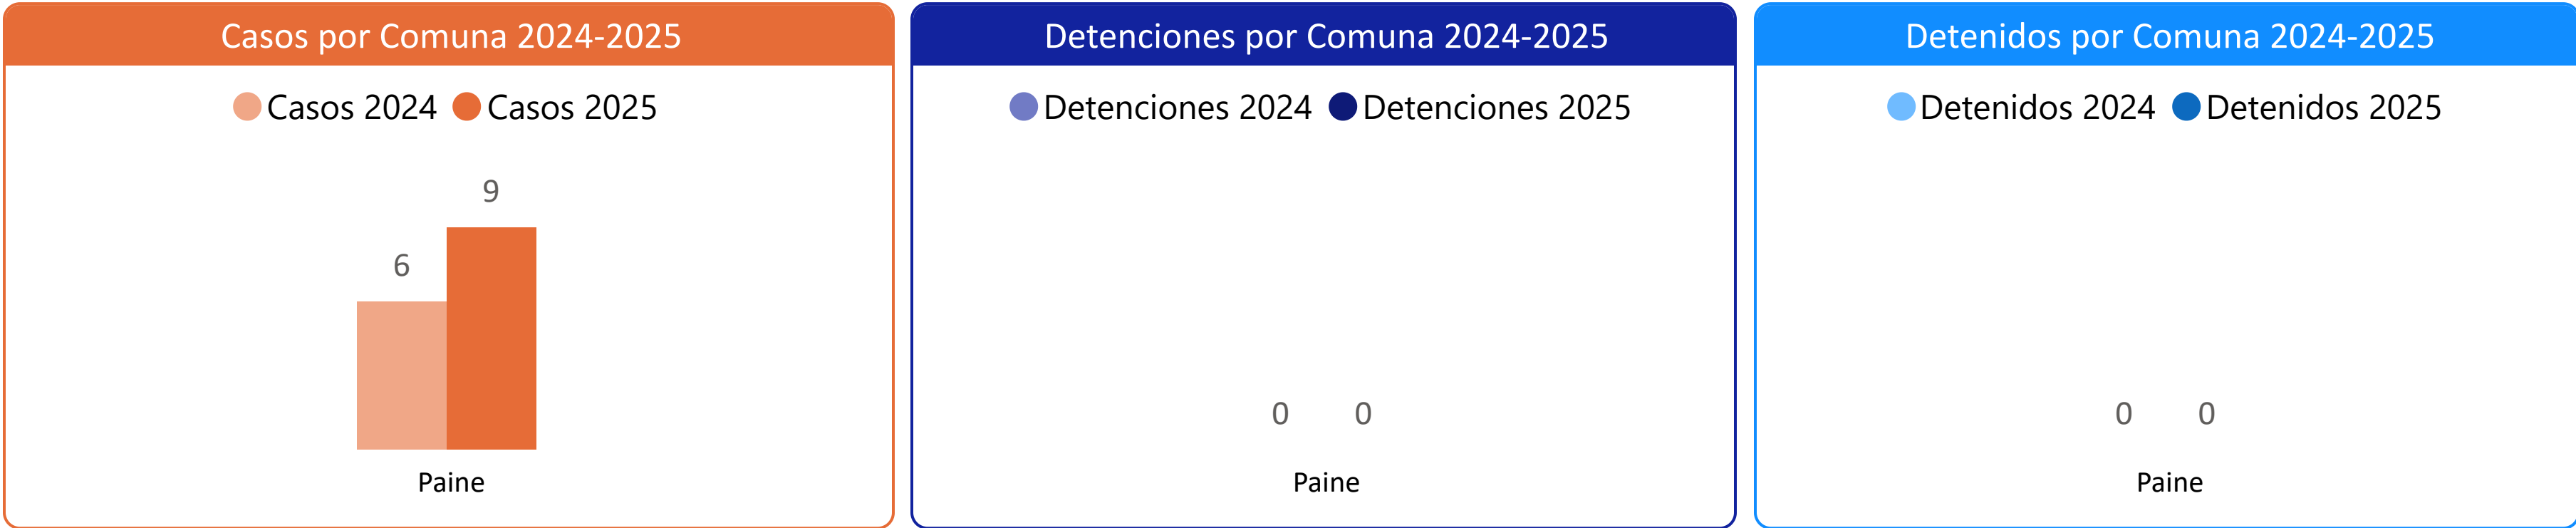 Casos por Comuna 2024-2025
Casos 2024 Casos 2025
9
6
Paine
Detenciones por Comuna 2024-2025
Detenciones 2024 Detenciones 2025
0 0
Paine
Detenidos por Comuna 2024-2025
Detenidos 2024 Detenidos 2025
0 0
Paine